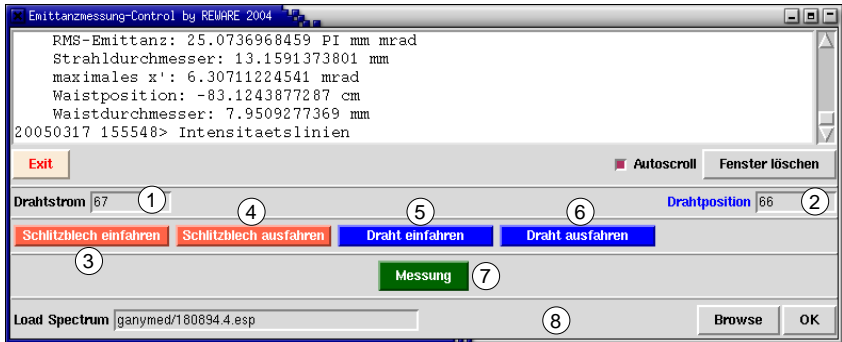 Emittanzmessung-Control by REWARE 2004
RMS-Emittanz: 25.0736968459 PI mm mrad
Strahldurchmesser: 13.1591373801 mm
maximales x': 6.30711224541 mrad
Waistposition: -83.1243877287 cm
Waistdurchmesser: 7.9509277369 mm
20050317 155548> Intensitaetslinien
Exit Autoscroll Fenster löschen
Drahtstrom 67 1 Drahtposition 66 2
4 5 6
Schlitzblech einfahren Schlitzblech ausfahren Draht einfahren Draht ausfahren
3
Messung 7
Load Spectrum ganymed/180894.4.esp 8 Browse OK